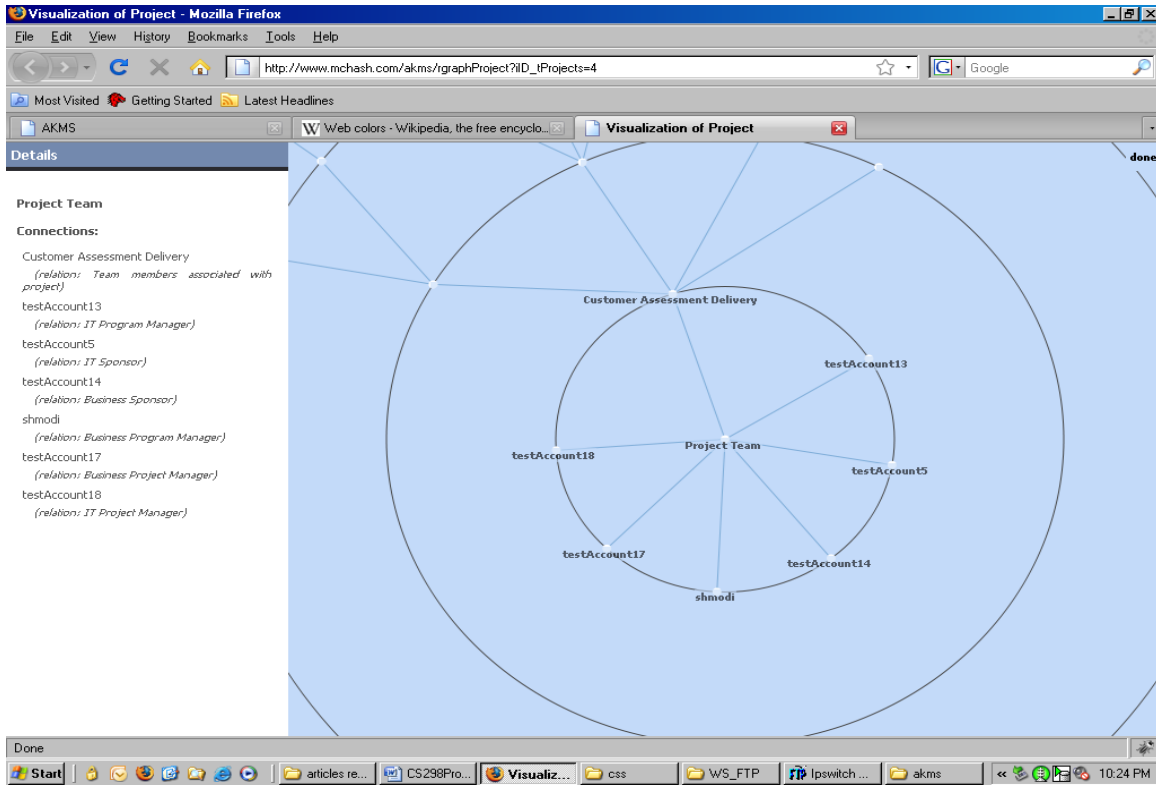 Visualization of Project - Mozilla Firefox
File Edit View History Bookmarks Tools Help
http://www.mchash.com/akms/rgraphProject?iID_tProjects=4
Google
Most Visited Getting Started Latest Headlines
AKMS
Web colors - Wikipedia, the free encyclo...
Visualization of Project
Details
done
Project Team
Connections:
Customer Assessment Delivery
(relation: Team members associated with
project)
testAccount13
(relation: IT Program Manager)
testAccount5
(relation: IT Sponsor)
testAccount14
(relation: Business Sponsor)
shmodi
(relation: Business Program Manager)
testAccount17
(relation: Business Project Manager)
testAccount18
(relation: IT Project Manager)
Customer Assessment Delivery
testAccount13
Project Team
testAccount18
testAccount5
testAccount17
testAccount14
shmodi
Done
Start
articles re...
CS298Pro...
Visualiz...
css
WS_FTP
Ipswitch ...
akms
10:24 PM